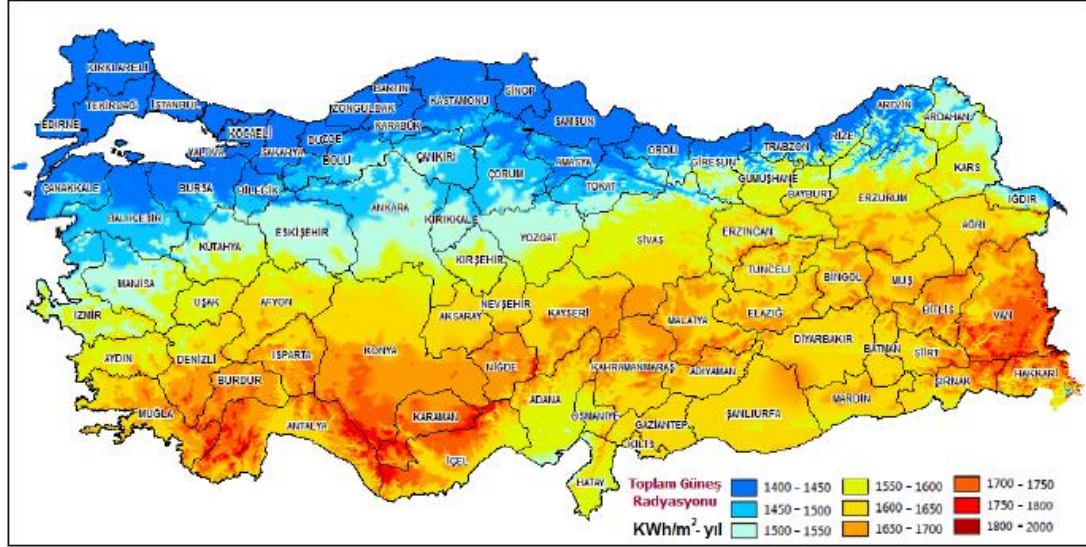 KIRKLARELİ
TEKİRDAĞ
İSTANBUL
EDİRNE
KOCAELİ
YALOVA
SAKARYA
DÜZCE
BOLU
ZONGULDAK
BARTIN
KARABÜK
KASTAMONU
SİNOP
SAMSUN
ÇANKIRI
ÇORUM
AMASYA
TOKAT
ORDU
GİRESUN
TRABZON
GÜMÜŞHANE
BAYBURT
RİZE
ARTVİN
ARDAHAN
KARS
IĞDIR
ÇANAKKALE
BURSA
BİLECİK
BALIKESİR
KÜTAHYA
ESKİŞEHİR
ANKARA
KIRIKKALE
YOZGAT
SİVAS
ERZİNCAN
ERZURUM
AĞRI
MANİSA
İZMİR
UŞAK
AFYON
KIRŞEHİR
NEVŞEHİR
AKSARAY
KAYSERİ
MALATYA
TUNCELİ
ELAZIĞ
BİNGÖL
MUŞ
BİTLİS
VAN
AYDIN
DENİZLİ
ISPARTA
BURDUR
KONYA
NİĞDE
KAHRAMANMARAŞ
ADIYAMAN
DİYARBAKIR
BATMAN
SİİRT
ŞIRNAK
HAKKARİ
MUĞLA
ANTALYA
KARAMAN
İÇEL
ADANA
OSMANİYE
GAZİANTEP
KİLİS
ŞANLIURFA
MARDİN
HATAY
Toplam Güneş
Radyasyonu
KWh/m²- yıl
1400 - 1450
1450 - 1500
1500 - 1550
1550 - 1600
1600 - 1650
1650 - 1700
1700 - 1750
1750 - 1800
1800 - 2000